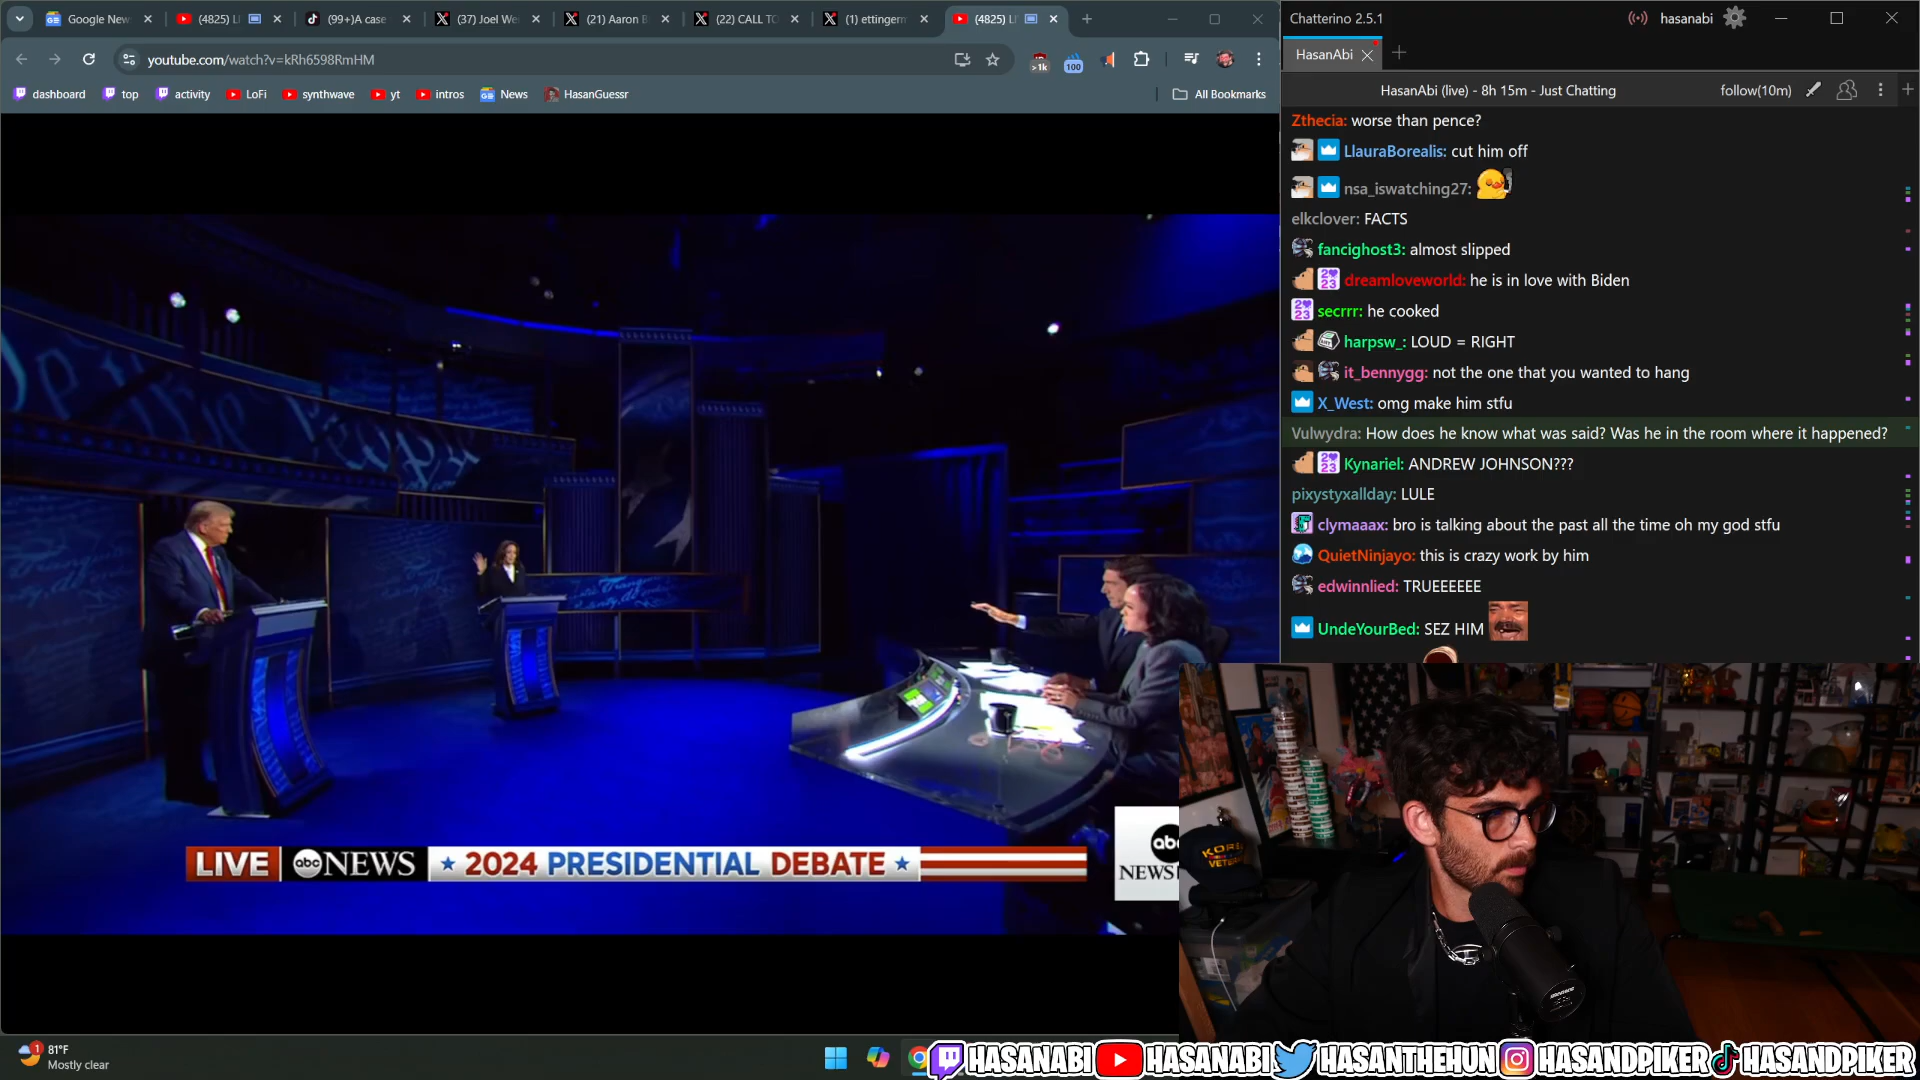 Google New
(4825) L
(99+)A case
(37) Joel We
(21) Aaron B
(22) CALL TO
(1) ettingerm
(4825) L
youtube.com/watch?v=kRh6598RmHM
>1k
100
dashboard
top
activity
LoFi
synthwave
yt
intros
News
HasanGuessr
All Bookmarks
LIVE abc NEWS ★ 2024 PRESIDENTIAL DEBATE ★
abc
NEWS
Chatterino 2.5.1
hasanabi
HasanAbi
HasanAbi (live) - 8h 15m - Just Chatting
follow(10m)
Zthecia: worse than pence?
LlauraBorealis: cut him off
nsa_iswatching27:
elkclover: FACTS
fancighost3: almost slipped
dreamloveworld: he is in love with Biden
secrrr: he cooked
harpsw_: LOUD = RIGHT
it_bennygg: not the one that you wanted to hang
X_West: omg make him stfu
Vulwydra: How does he know what was said? Was he in the room where it happened?
Kynariel: ANDREW JOHNSON???
pixystyxallday: LULE
clymaaax: bro is talking about the past all the time oh my god stfu
QuietNinjayo: this is crazy work by him
edwinnlied: TRUEEEEEE
UndeYourBed: SEZ HIM
KOREA
VETERAN
1
81°F
Mostly clear
HASANABI
HASANABI
HASANTHEHUN
HASANDPIKER
HASANDPIKER